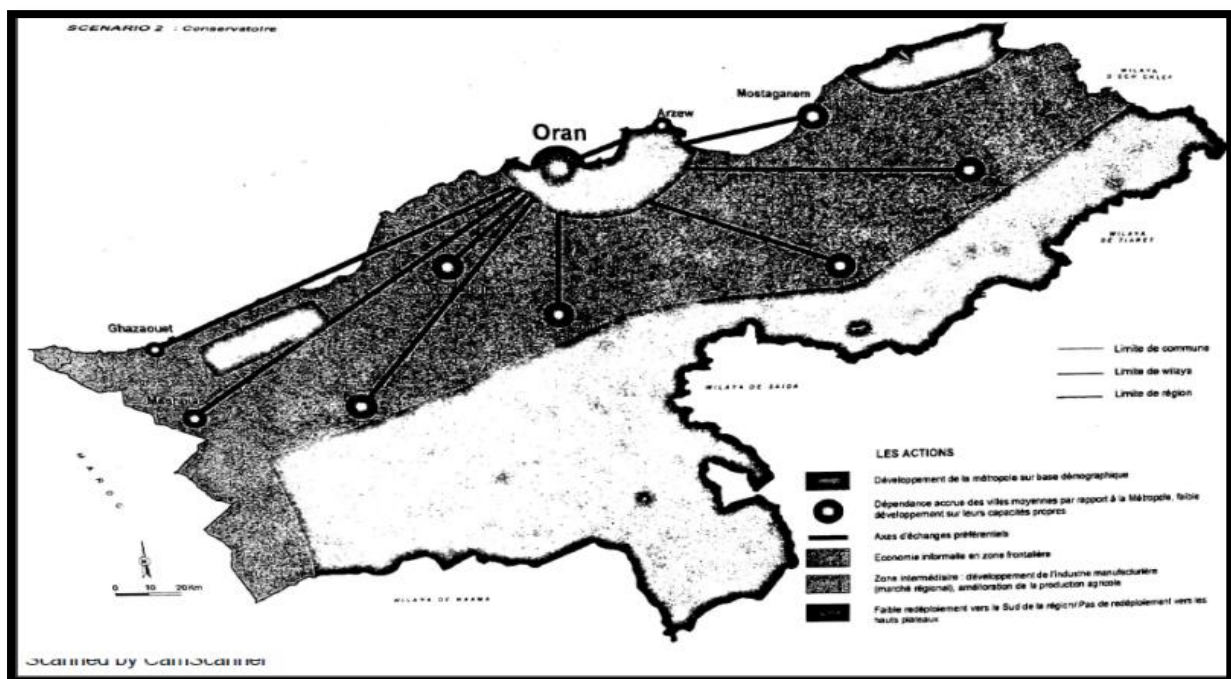 SCENARIO 2 : Conservatoire
WILAYA
D'ECH CHLEF
Mostaganem
Arzew
Oran
WILAYA
DE TIARET
Ghazaouet
Maghnia
WILAYA DE SAIDA
MAROC
Limite de commune
Limite de wilaya
Limite de région
LES ACTIONS
Développement de la métropole sur base démographique
Dépendance accrue des villes moyennes par rapport à la Métropole, faible
développement sur leurs capacités propres
Axes d'échanges préférentiels
Economie informelle en zone frontalière
Zone intermédiaire : développement de l'industrie manufacturière
(marché régional), amélioration de la production agricole
Faible redéploiement vers le Sud de la région/Pas de redéploiement vers les
hauts plateaux
0 10 20 Km
WILAYA DE NAAMA
Scanned by CamScanner